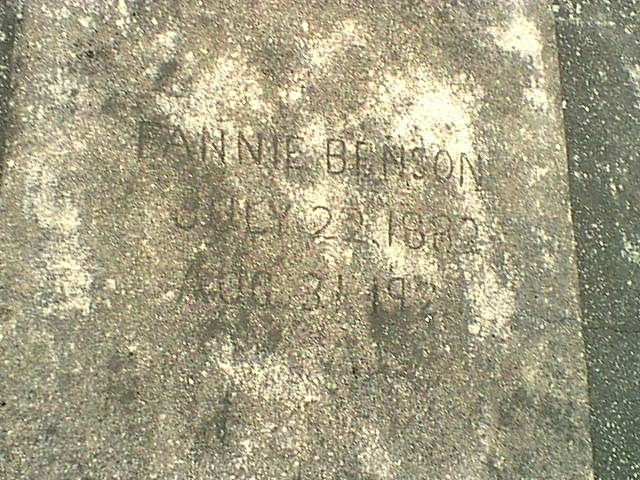 FANNIE BENSON
JULY 22, 1882
AUG. 31